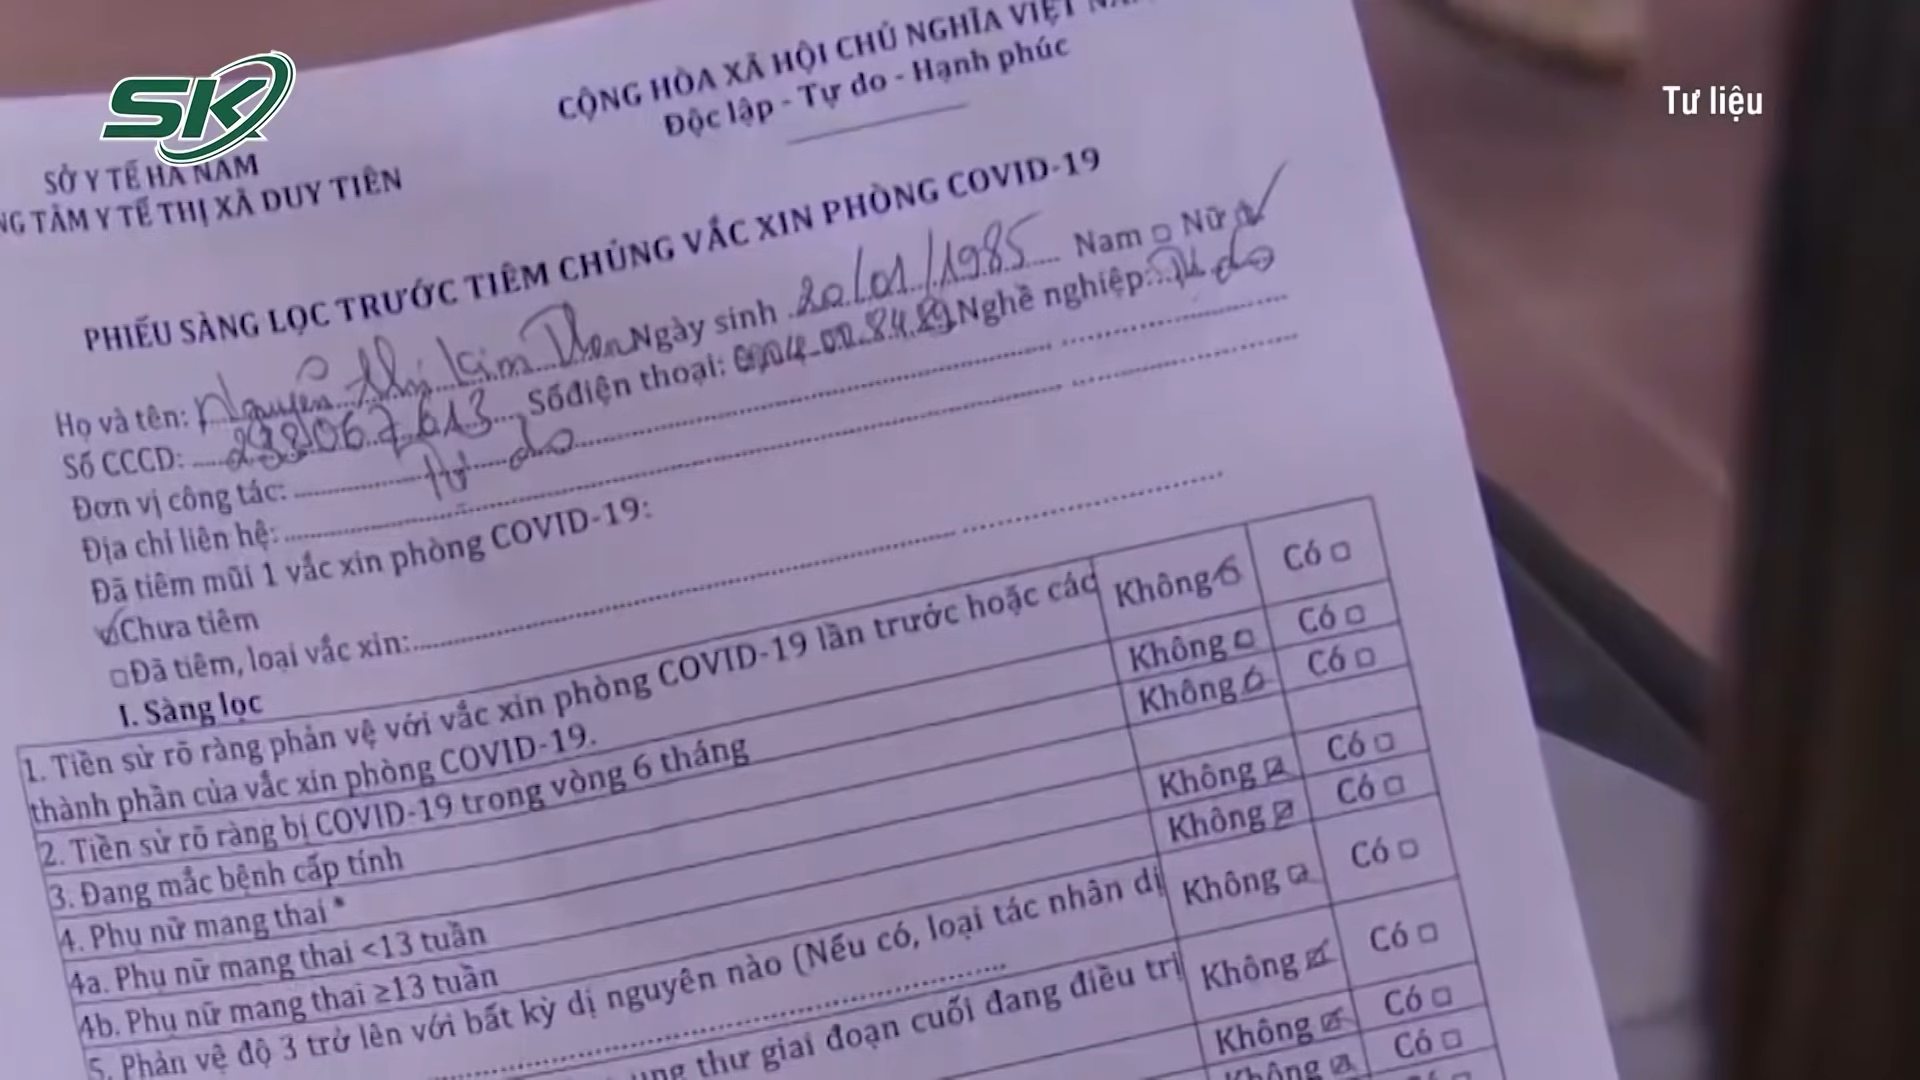 SK
Tư liệu
CỘNG HÒA XÃ HỘI CHỦ NGHĨA VIỆT
Độc lập - Tự do - Hạnh phúc
SỞ Y TẾ HÀ NAM
TÂM Y TẾ THỊ XÃ DUY TIÊN
PHIẾU SÀNG LỌC TRƯỚC TIÊM CHỦNG VẮC XIN PHÒNG COVID-19
Họ và tên: Nguyễn Thị Kim Ngày sinh 20/01/1985 Nam □ Nữ
Số CCCD: Số điện thoại: Nghề nghiệp: Tự do
Đơn vị công tác: Tự do
Địa chỉ liên hệ:
Đã tiêm mũi 1 vắc xin phòng COVID-19:
Chưa tiêm
□Đã tiêm, loại vắc xin:
I. Sàng lọc
1. Tiền sử rõ ràng phản vệ với vắc xin phòng COVID-19 lần trước hoặc các Không Có □
thành phần của vắc xin phòng COVID-19.
2. Tiền sử rõ ràng bị COVID-19 trong vòng 6 tháng Không □ Có □
3. Đang mắc bệnh cấp tính Không Có □
4. Phụ nữ mang thai *
4a. Phụ nữ mang thai <13 tuần Không Có □
4b. Phụ nữ mang thai ≥13 tuần Không Có □
5. Phản vệ độ 3 trở lên với bất kỳ dị nguyên nào (Nếu có, loại tác nhân dị Không Có □
thư giai đoạn cuối đang điều trị Không Có □
Không Có □
Không Có □